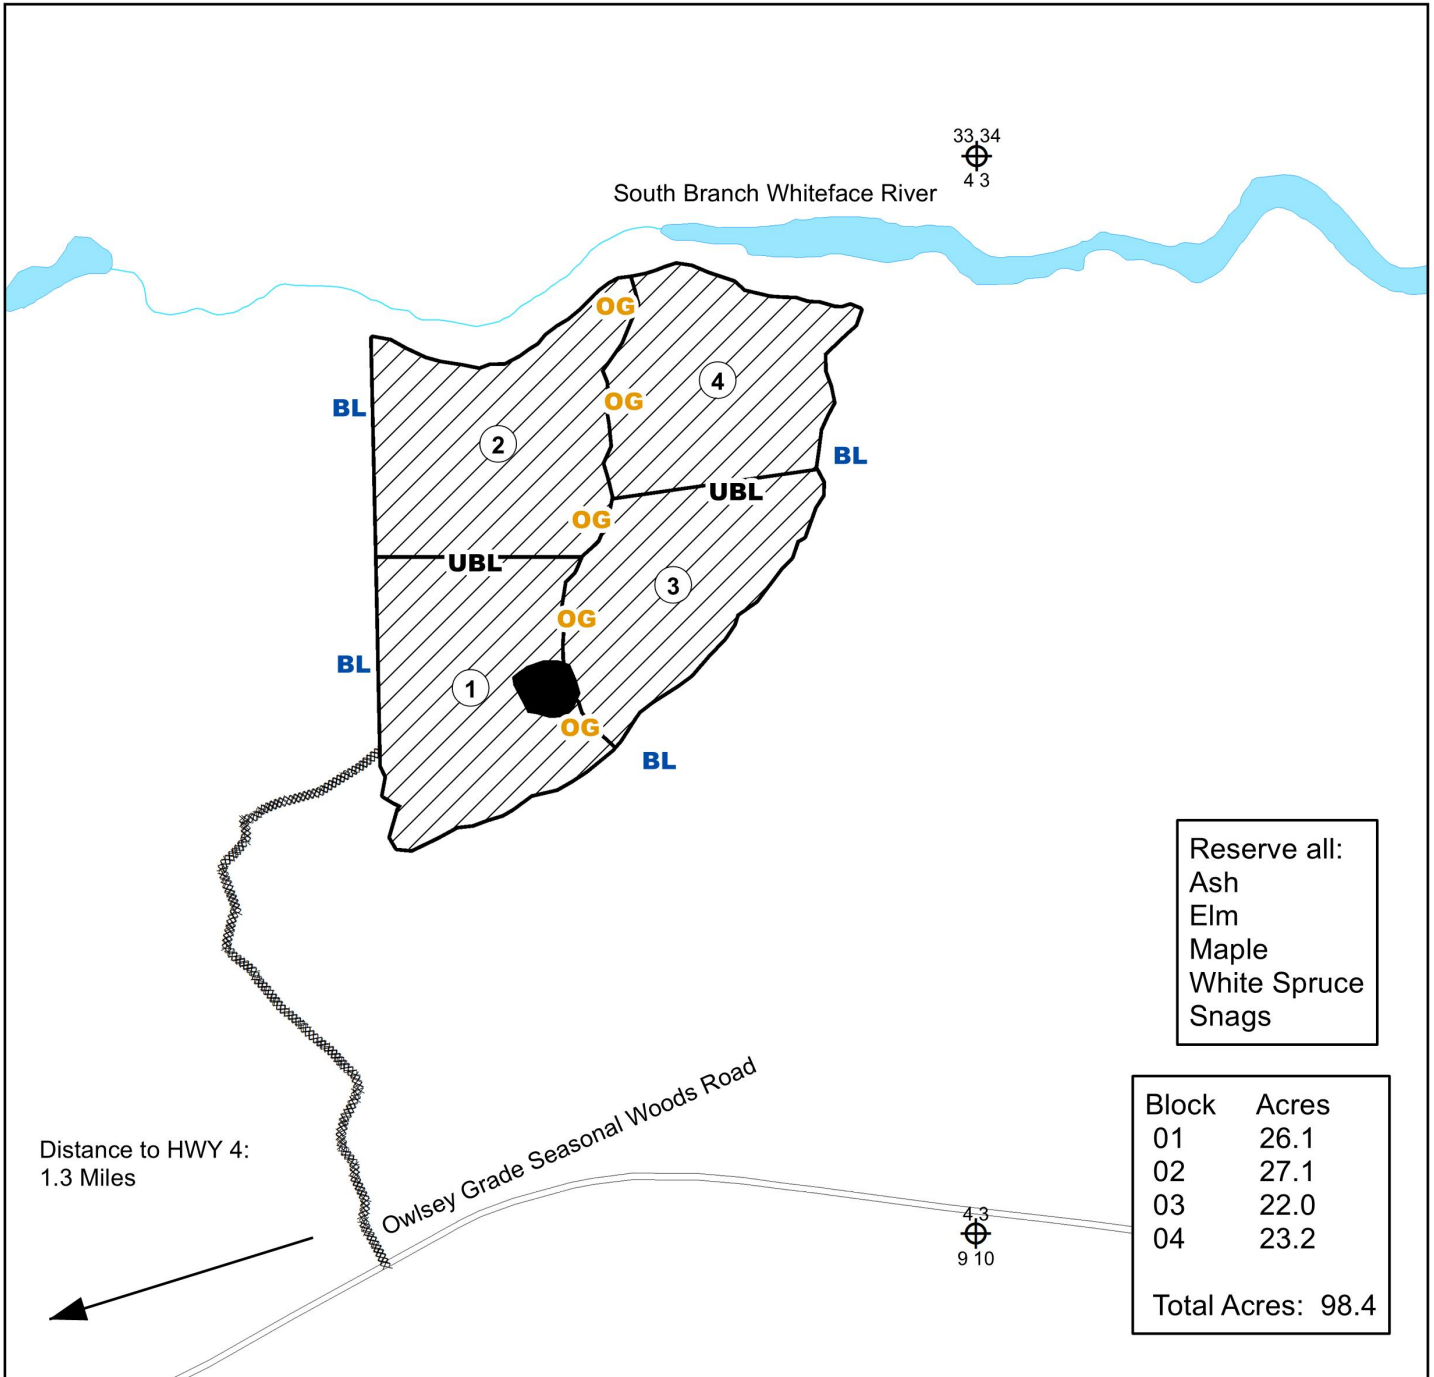 33 34
4 3
South Branch Whiteface River
OG
OG
4
BL
2
BL
UBL
OG
UBL
3
OG
BL
1
OG
BL
Reserve all:
Ash
Elm
Maple
White Spruce
Snags
Owlsey Grade Seasonal Woods Road
Distance to HWY 4:
1.3 Miles
4 3
9 10
Block Acres
01 26.1
02 27.1
03 22.0
04 23.2
Total Acres: 98.4